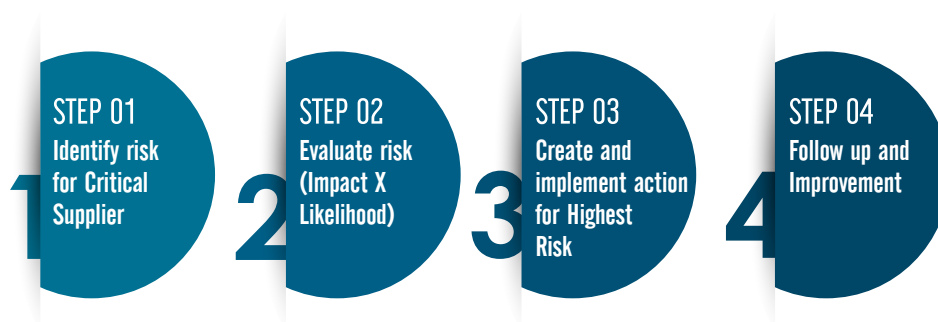 1
STEP 01
Identify risk
for Critical
Supplier
2
STEP 02
Evaluate risk
(Impact X
Likelihood)
3
STEP 03
Create and
implement action
for Highest
Risk
4
STEP 04
Follow up and
Improvement